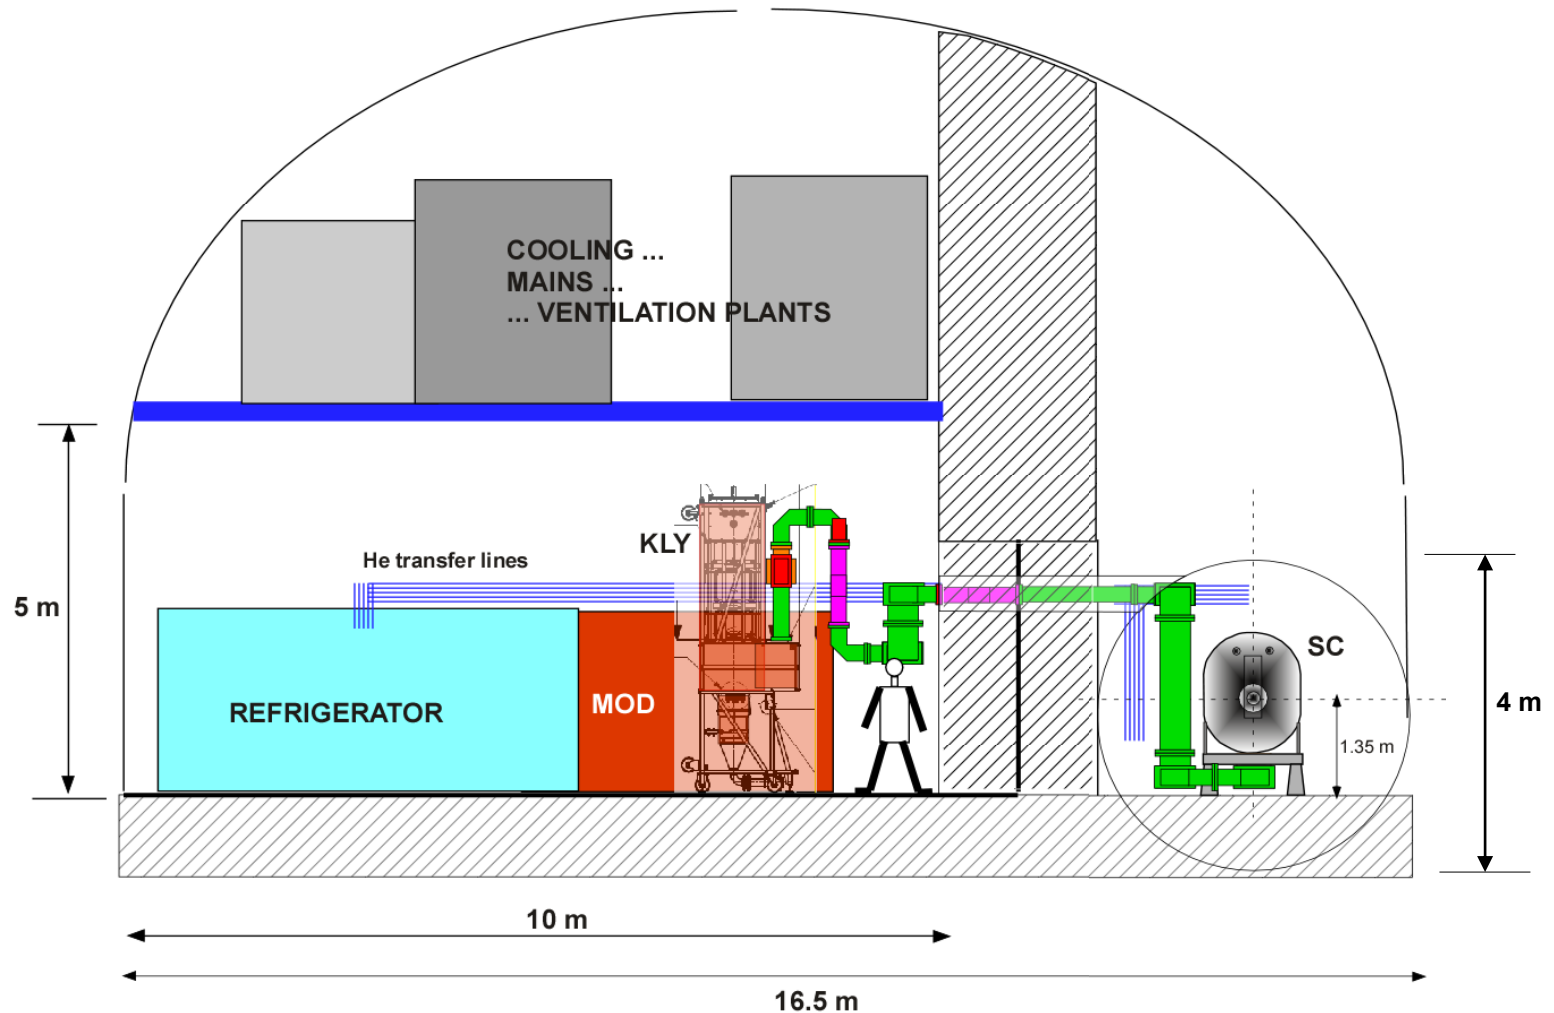 COOLING ...
MAINS ...
... VENTILATION PLANTS
KLY
He transfer lines
5 m
SC
REFRIGERATOR
MOD
4 m
1.35 m
10 m
16.5 m